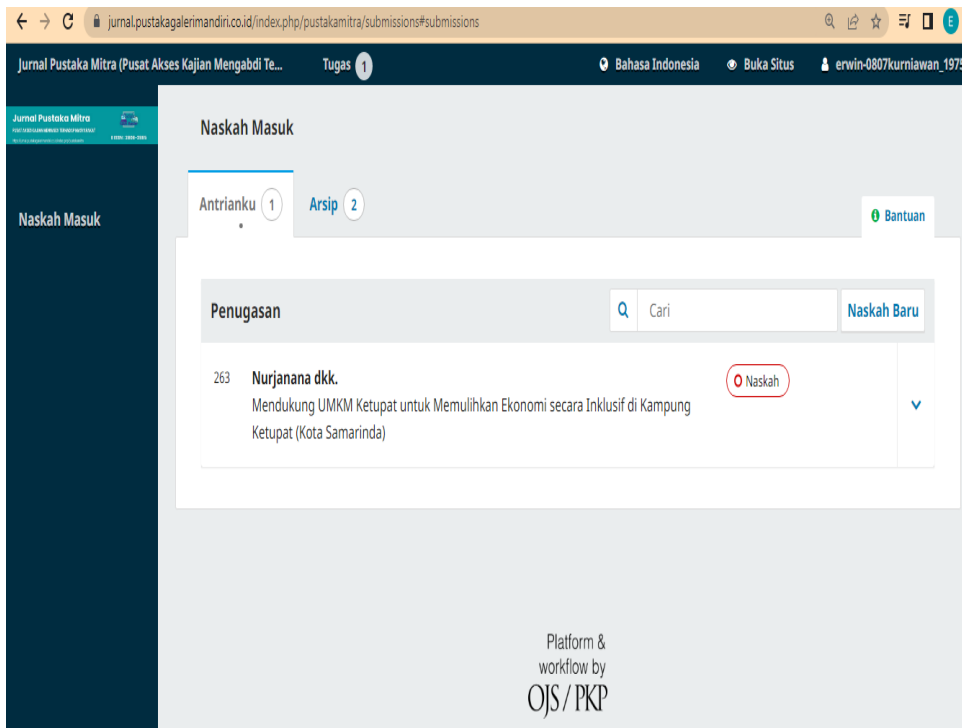 jurnal.pustakagalerimandiri.co.id/index.php/pustakamitra/submissions#submissions
E
Jurnal Pustaka Mitra (Pusat Akses Kajian Mengabdi Te...
Tugas 1
Bahasa Indonesia
Buka Situs
erwin-0807kurniawan_1975
Jurnal Pustaka Mitra
Naskah Masuk
Naskah Masuk
Antrianku 1
Arsip 2
Bantuan
Penugasan
Cari
Naskah Baru
263
Nurjanana dkk.
Mendukung UMKM Ketupat untuk Memulihkan Ekonomi secara Inklusif di Kampung
Ketupat (Kota Samarinda)
Naskah
Platform &
workflow by
OJS / PKP